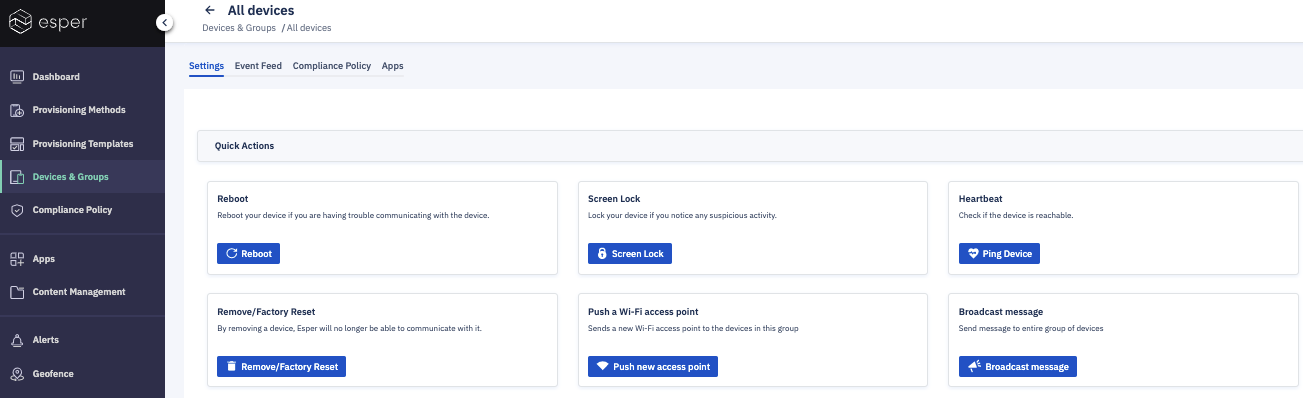 esper
Dashboard
Provisioning Methods
Provisioning Templates
Devices & Groups
Compliance Policy
Apps
Content Management
Alerts
Geofence
All devices
Devices & Groups / All devices
Settings Event Feed Compliance Policy Apps
Quick Actions
Reboot
Reboot your device if you are having trouble communicating with the device.
Reboot
Screen Lock
Lock your device if you notice any suspicious activity.
Screen Lock
Heartbeat
Check if the device is reachable.
Ping Device
Remove/Factory Reset
By removing a device, Esper will no longer be able to communicate with it.
Remove/Factory Reset
Push a Wi-Fi access point
Sends a new Wi-Fi access point to the devices in this group
Push new access point
Broadcast message
Send message to entire group of devices
Broadcast message